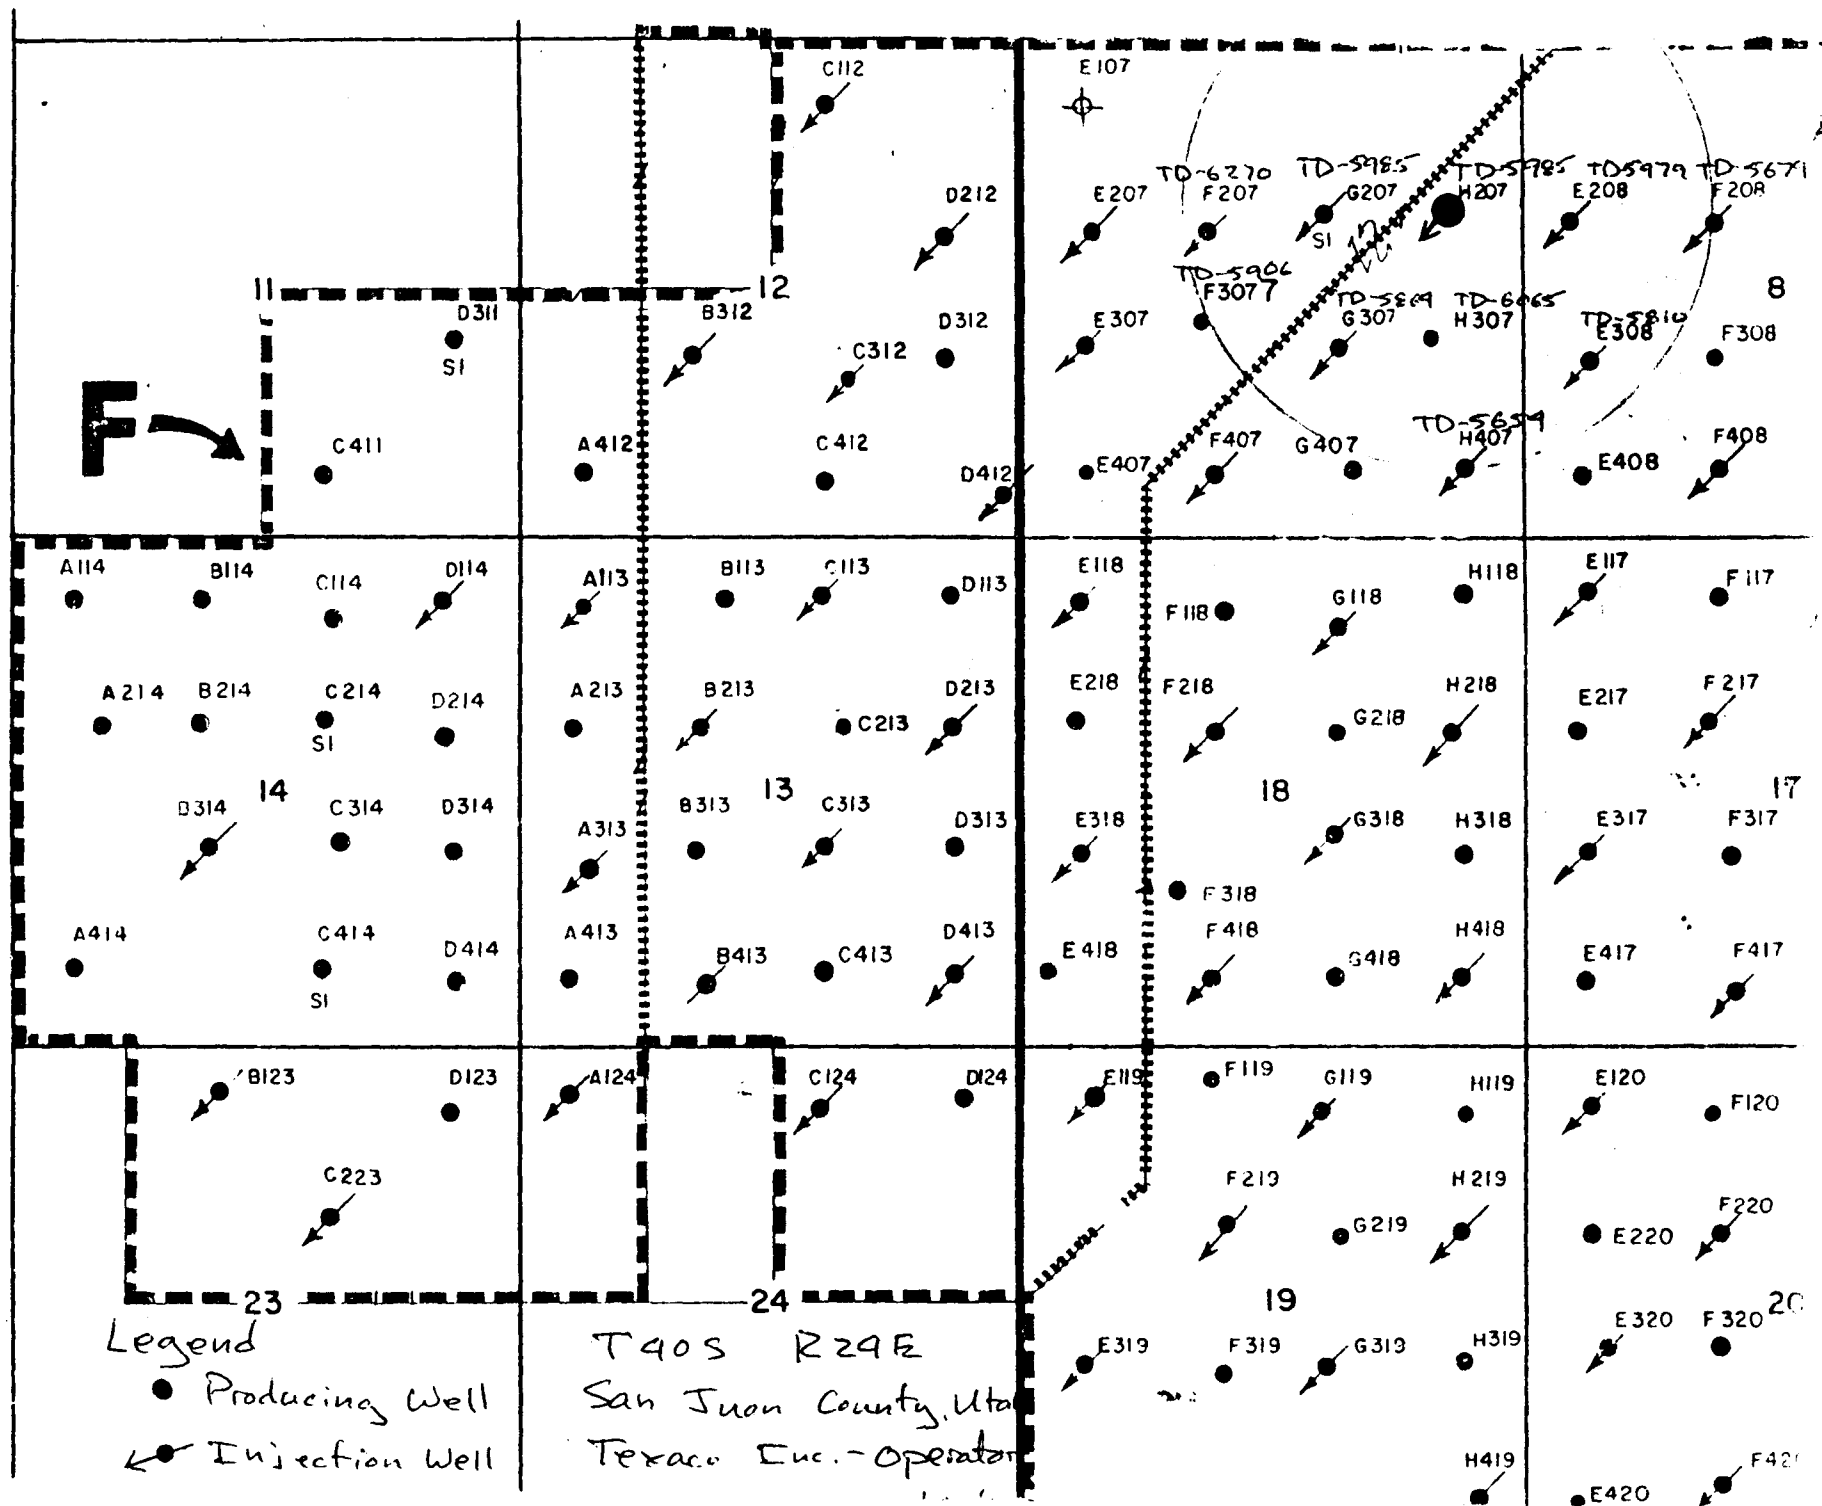 C112
E107
TD-6270 TD-5985 TD-5985 TD5979 TD-5671
D212 E207 F207 G207 H207 E208 F208
SI
TD-5906
11 12 F3077 8
D311 B312 D312 E307 TD-5869 TD-6065 TD-5810
G307 H307 E308 F308
SI C312
F
TD-5659
C411 A412 C412 D412 E407 F407 G407 H407 E408 F408
A114 B114 C114 D114 A113 B113 C113 D113 E118 F118 G118 H118 E117 F117
A214 B214 C214 D214 A213 B213 C213 D213 E218 F218 G218 H218 E217 F217
SI
14 13 18 17
B314 C314 D314 A313 B313 C313 D313 E318 G318 H318 E317 F317
F318
A414 C414 D414 A413 B413 C413 D413 E418 F418 G418 H418 E417 F417
SI
B123 D123 A124 C124 D124 E119 F119 G119 H119 E120 F120
C223 F219 G219 H219 E220 F220
23 24 19 20
E319 F319 G319 H319 E320 F320
H419 E420
Legend
Producing Well
Injection Well
T40S R24E
San Juan County, Uta
Texaco Inc.-Operator